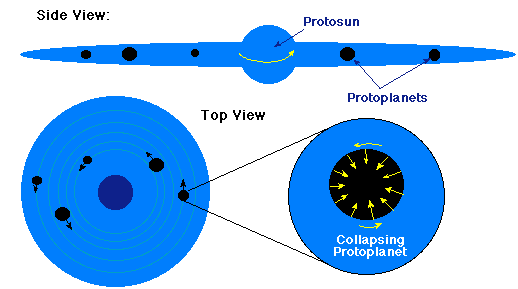 Side View:
Protosun
Protoplanets
Top View
Collapsing
Protoplanet